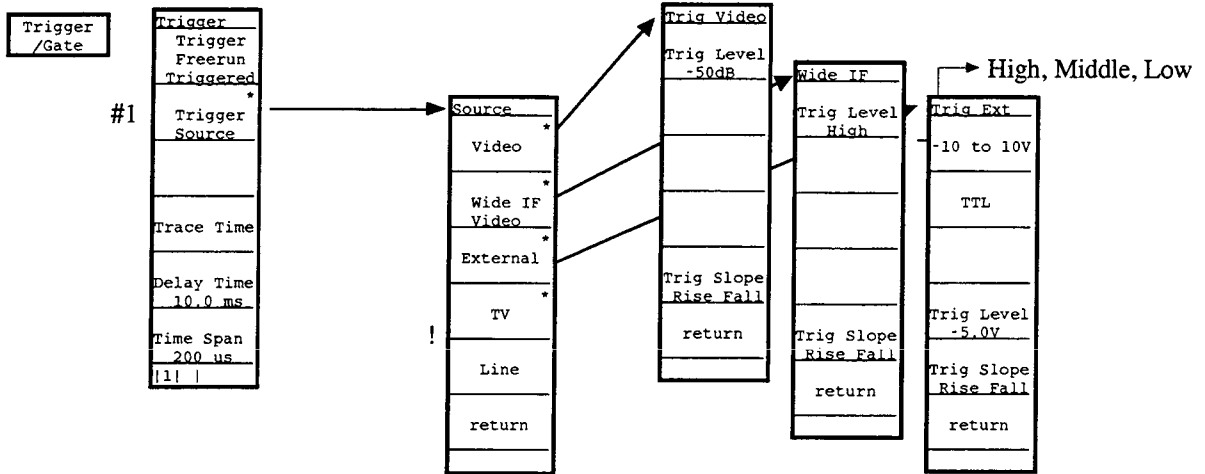 Trigger
/Gate
#1
Trigger
Trigger
Freerun
Triggered
*
Trigger
Source
Trace Time
Delay Time
10.0 ms
Time Span
200 us
|1| |
Source
*
Video
*
Wide IF
Video
*
External
*
TV
!
Line
return
Trig Video
Trig Level
-50dB
Trig Slope
Rise Fall
return
Wide IF
Trig Level
High
Trig Slope
Rise Fall
return
High, Middle, Low
Trig Ext
-10 to 10V
TTL
Trig Level
-5.0V
Trig Slope
Rise Fall
return